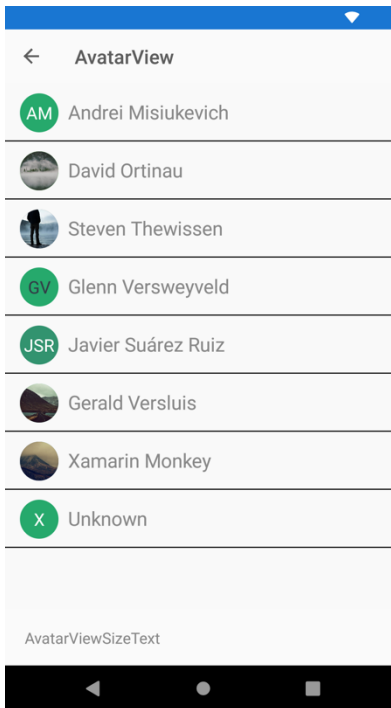 AvatarView
AM Andrei Misiukevich
David Ortinau
Steven Thewissen
GV Glenn Versweyveld
JSR Javier Suárez Ruiz
Gerald Versluis
Xamarin Monkey
X Unknown
AvatarViewSizeText